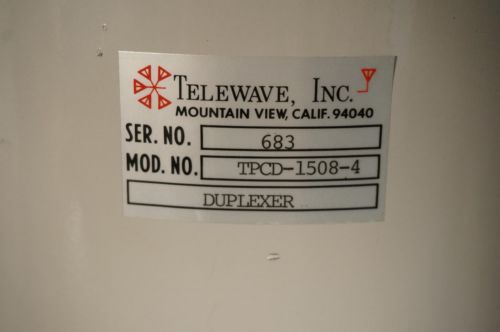 TELEWAVE, INC.
MOUNTAIN VIEW, CALIF. 94040
SER. NO. 683
MOD. NO. TPCD-1508-4
DUPLEXER